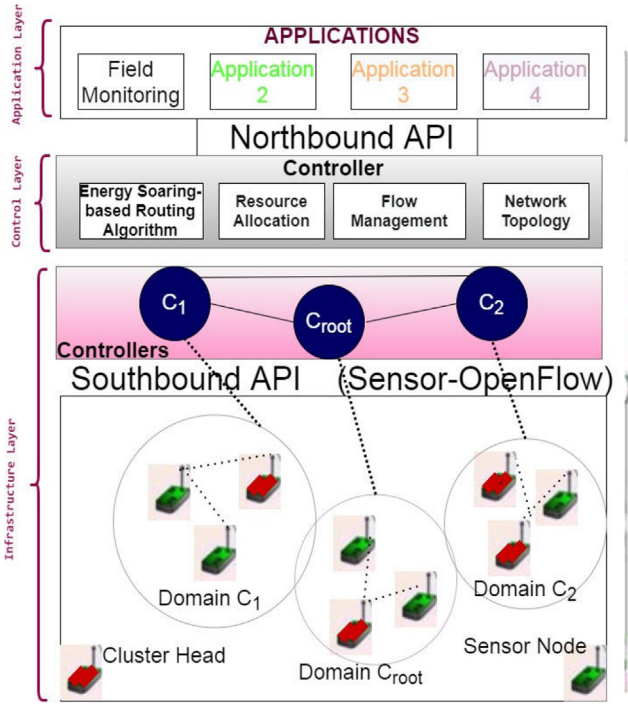 Application Layer
APPLICATIONS
Field
Monitoring
Application
2
Application
3
Application
4
Northbound API
Control Layer
Controller
Energy Soaring-
based Routing
Algorithm
Resource
Allocation
Flow
Management
Network
Topology
Infrastructure Layer
C1
Croot
C2
Controllers
Southbound API (Sensor-OpenFlow)
Domain C1
Domain C2
Domain Croot
Cluster Head
Sensor Node